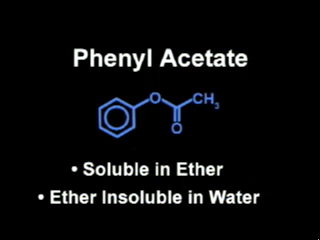 Phenyl Acetate
O CH₃
O
• Soluble in Ether
• Ether Insoluble in Water